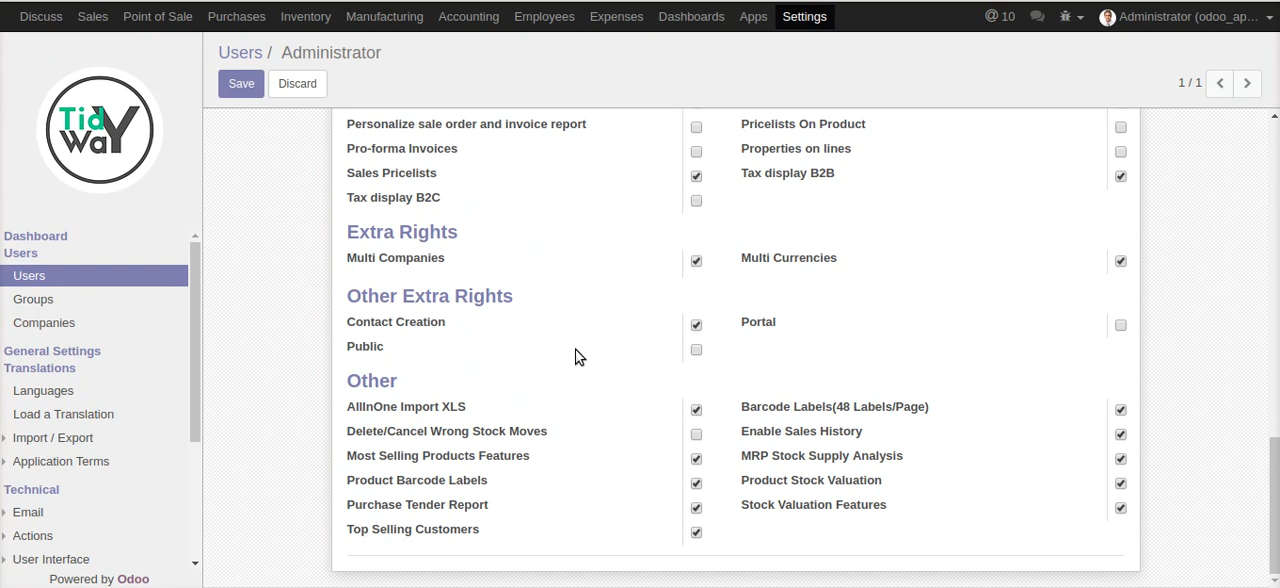 Discuss Sales Point of Sale Purchases Inventory Manufacturing Accounting Employees Expenses Dashboards Apps Settings @ 10 Administrator (odoo_ap...
Users / Administrator
Save Discard 1 / 1
Tidy
Way
Dashboard
Users
Users
Groups
Companies
General Settings
Translations
Languages
Load a Translation
Import / Export
Application Terms
Technical
Email
Actions
User Interface
Powered by Odoo
Personalize sale order and invoice report Pricelists On Product
Pro-forma Invoices Properties on lines
Sales Pricelists Tax display B2B
Tax display B2C
Extra Rights
Multi Companies Multi Currencies
Other Extra Rights
Contact Creation Portal
Public
Other
AllInOne Import XLS Barcode Labels(48 Labels/Page)
Delete/Cancel Wrong Stock Moves Enable Sales History
Most Selling Products Features MRP Stock Supply Analysis
Product Barcode Labels Product Stock Valuation
Purchase Tender Report Stock Valuation Features
Top Selling Customers